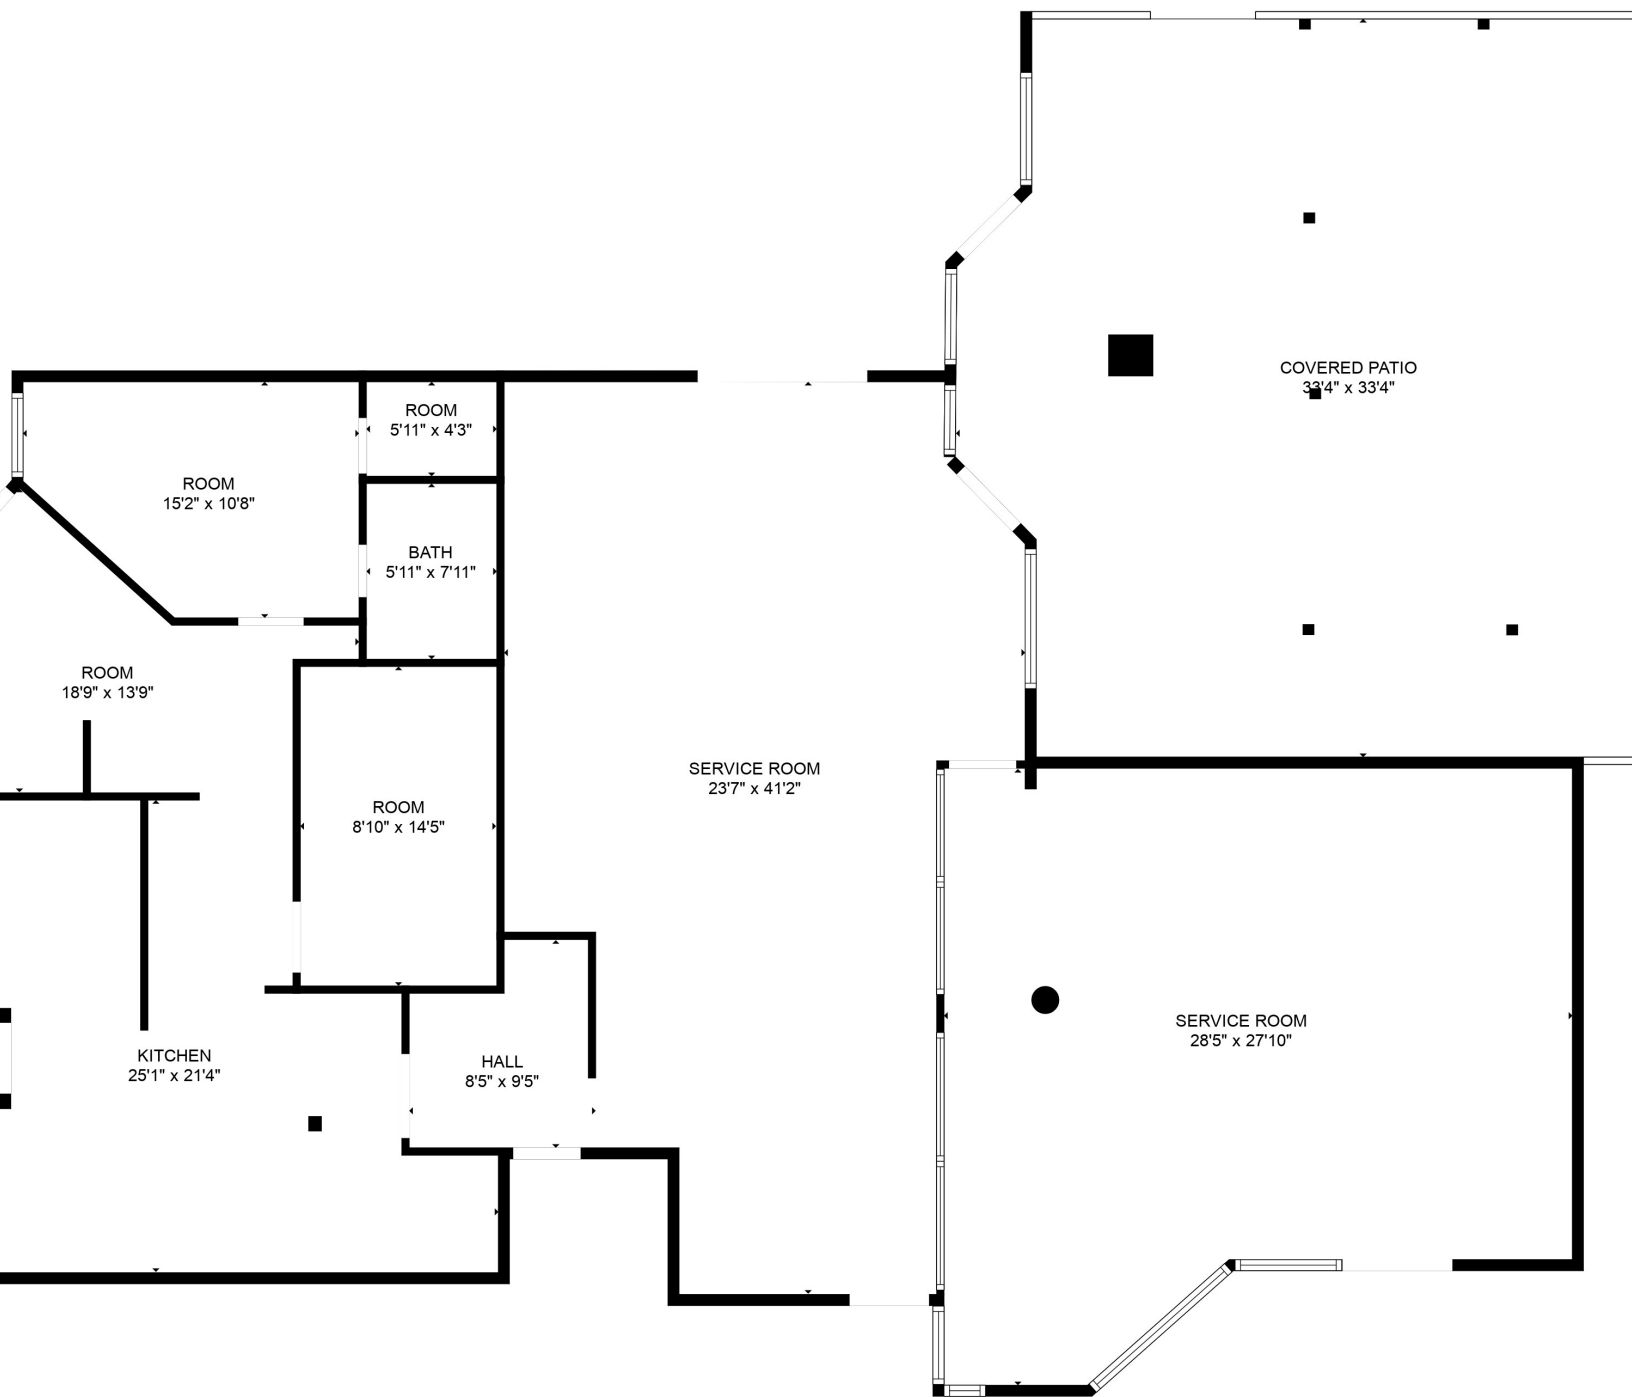 COVERED PATIO
33'4" x 33'4"
ROOM
5'11" x 4'3"
ROOM
15'2" x 10'8"
BATH
5'11" x 7'11"
ROOM
18'9" x 13'9"
SERVICE ROOM
23'7" x 41'2"
ROOM
8'10" x 14'5"
SERVICE ROOM
28'5" x 27'10"
KITCHEN
25'1" x 21'4"
HALL
8'5" x 9'5"